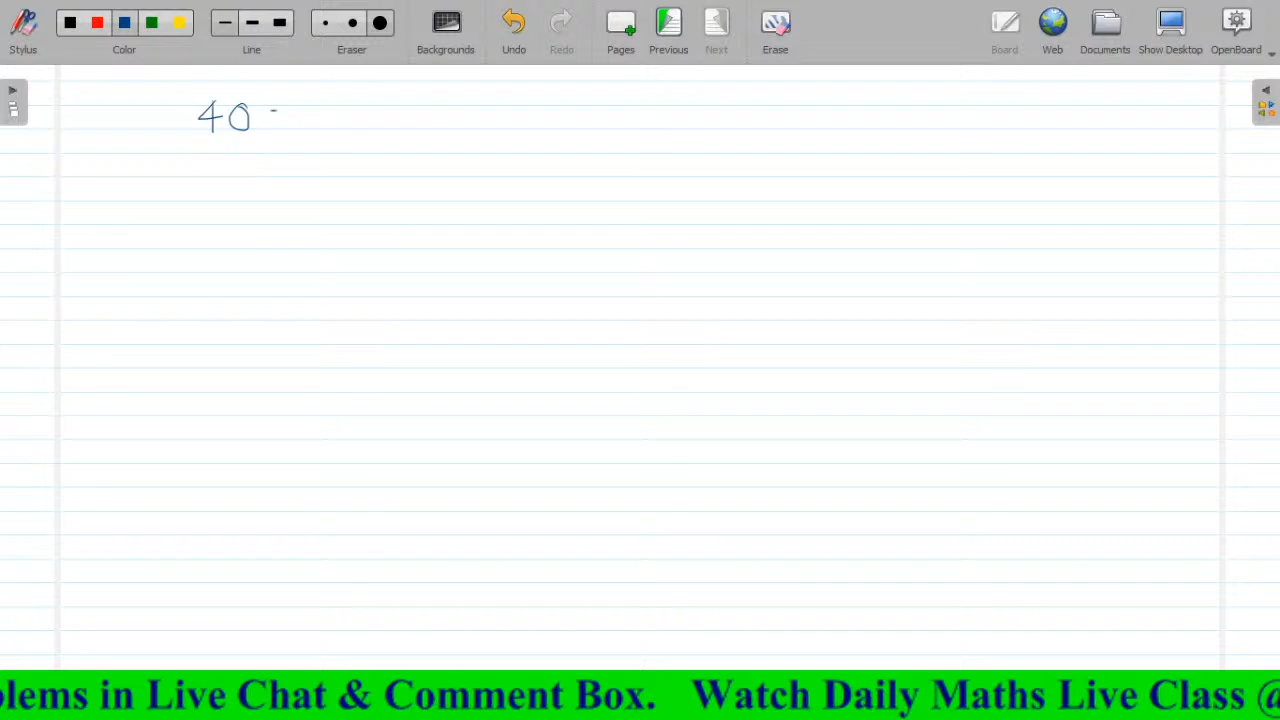 Stylus Color Line Eraser Backgrounds Undo Redo Pages Previous Next Erase Board Web Documents Show Desktop OpenBoard
40
blems in Live Chat & Comment Box. Watch Daily Maths Live Class @